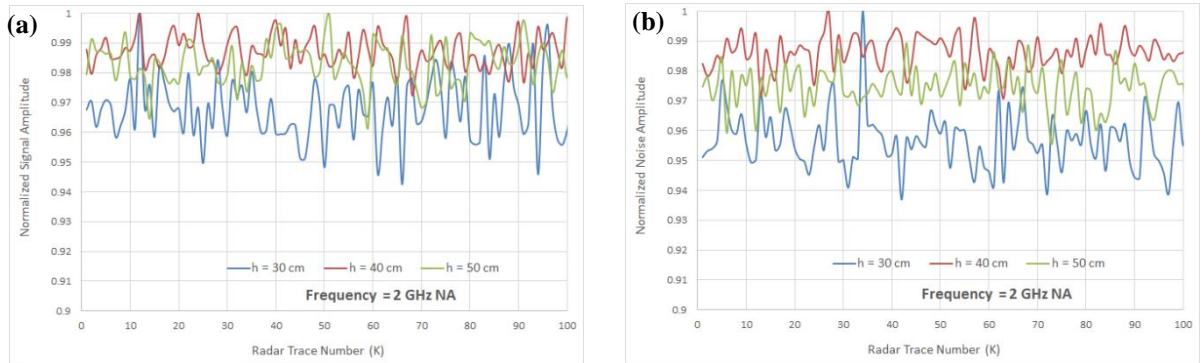 (a)
Normalized Signal Amplitude
1
0.99
0.98
0.97
0.96
0.95
0.94
0.93
0.92
0.91
0.9
h = 30 cm h = 40 cm h = 50 cm
Frequency = 2 GHz NA
0 10 20 30 40 50 60 70 80 90 100
Radar Trace Number (K)
(b)
Normalized Noise Amplitude
1
0.99
0.98
0.97
0.96
0.95
0.94
0.93
0.92
0.91
0.9
h = 30 cm h = 40 cm h = 50 cm
Frequency = 2 GHz NA
0 10 20 30 40 50 60 70 80 90 100
Radar Trace Number (K)